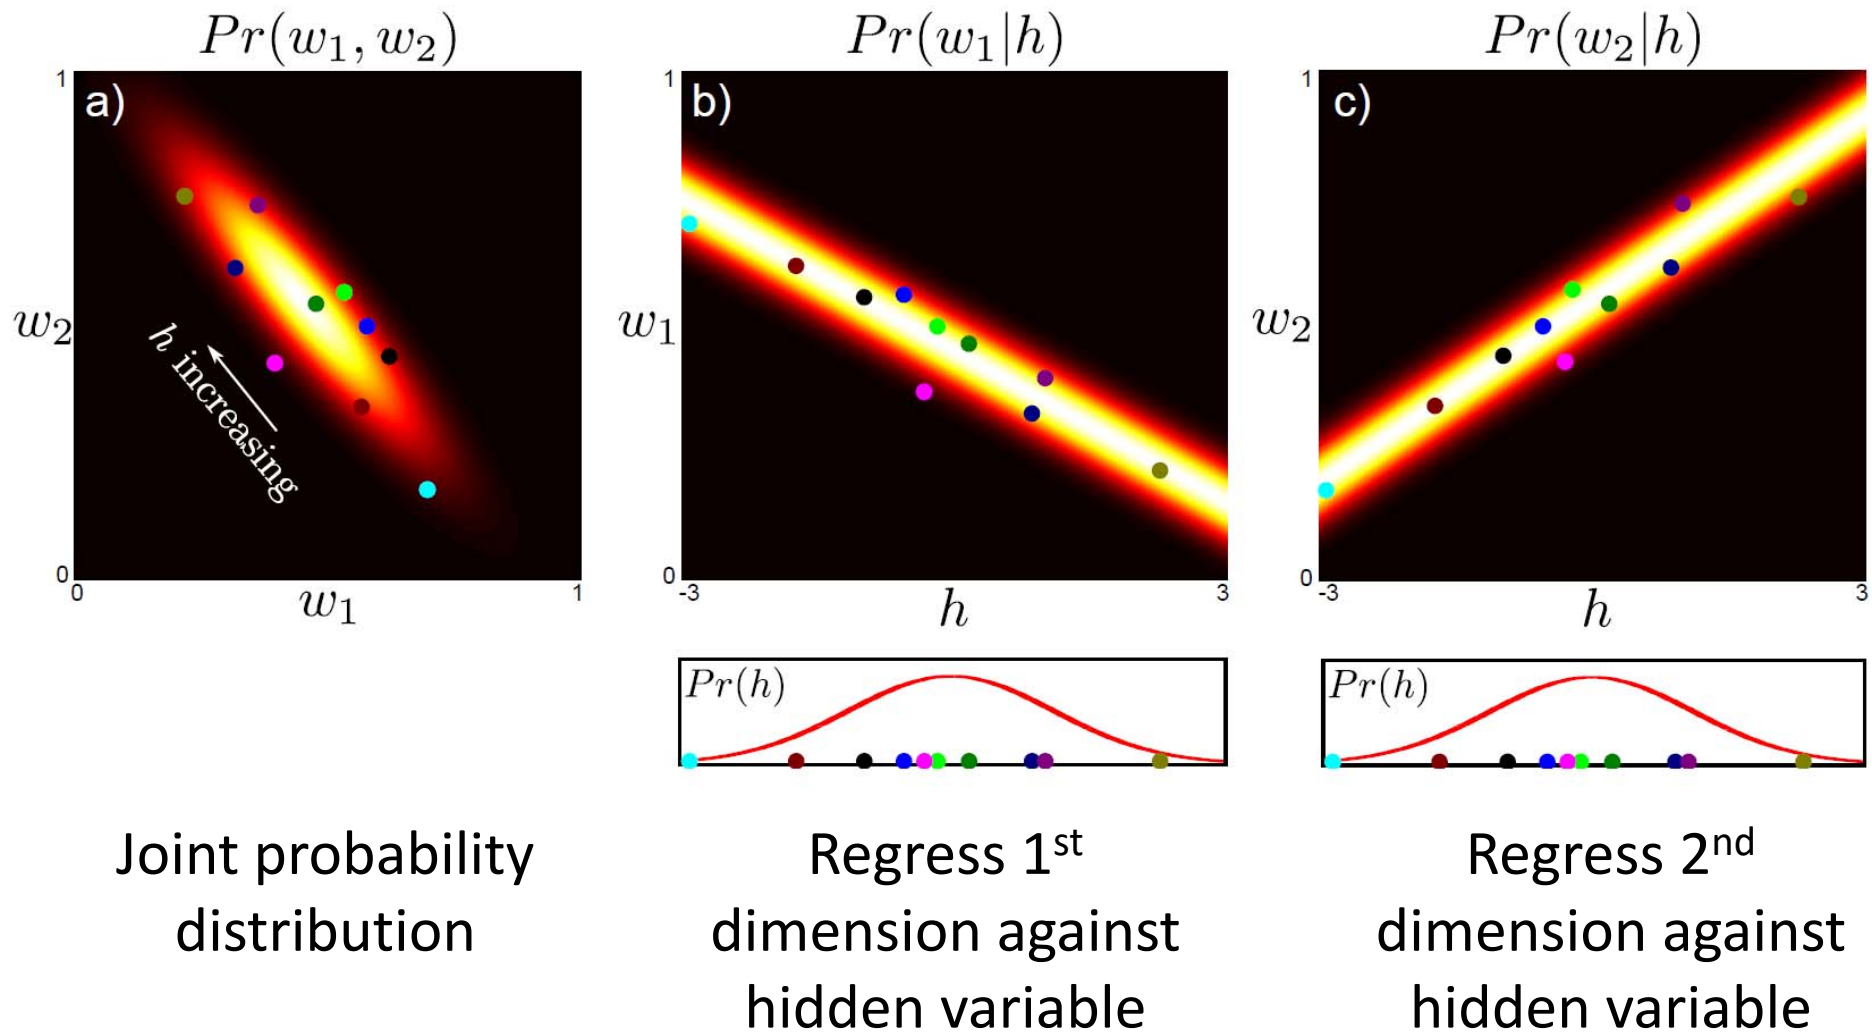 Pr(w₁, w₂)
Pr(w₁|h)
Pr(w₂|h)
1
a)
w₂
h increasing
0
0
w₁
1
1
b)
w₁
0
-3
h
3
1
c)
w₂
0
-3
h
3
Pr(h)
Pr(h)
Joint probability
distribution
Regress 1ˢᵗ
dimension against
hidden variable
Regress 2ⁿᵈ
dimension against
hidden variable